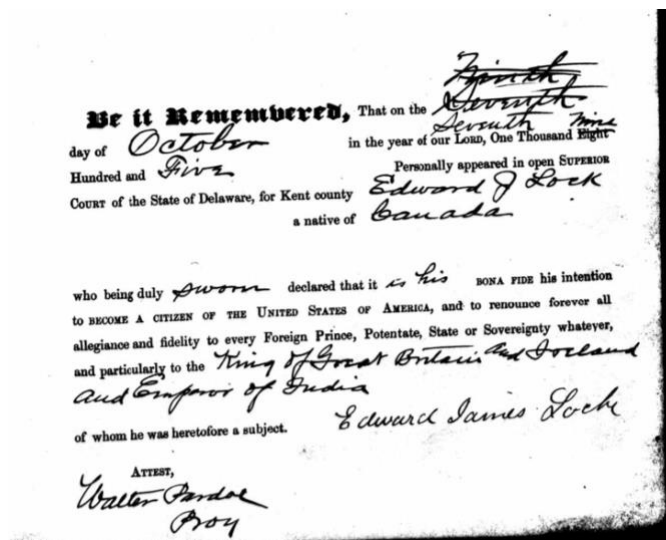 Ninth
Be it Remembered, That on the Seventh
Seventh
day of October in the year of our LORD, One Thousand Eight Nine
Hundred and Five Personally appeared in open SUPERIOR
COURT of the State of Delaware, for Kent county Edward J Lock
a native of Canada
who being duly sworn declared that it is his BONA FIDE his intention
to BECOME A CITIZEN OF THE UNITED STATES OF AMERICA, and to renounce forever all
allegiance and fidelity to every Foreign Prince, Potentate, State or Sovereignty whatever,
and particularly to the King of Great Britain and Ireland
and Emperor of India
of whom he was heretofore a subject. Edward James Lock
ATTEST,
Walter Pardoe
Proy